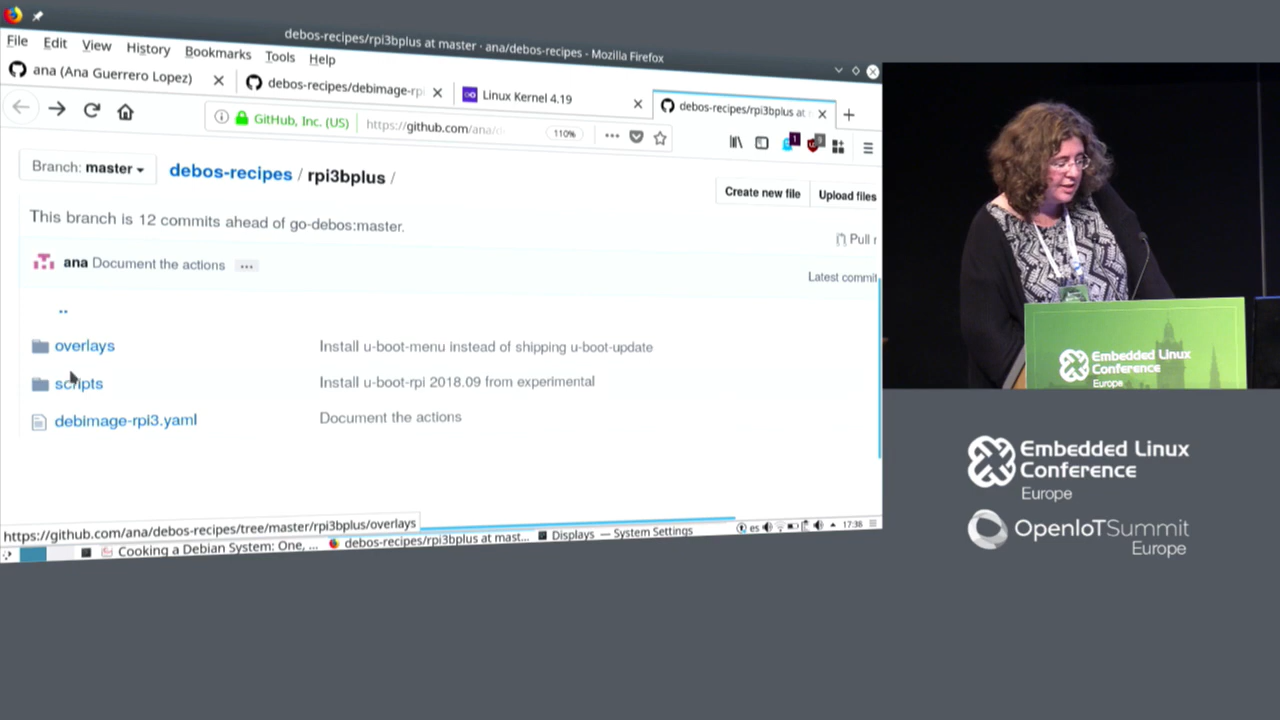 debos-recipes/rpi3bplus at master · ana/debos-recipes - Mozilla Firefox
File Edit View History Bookmarks Tools Help
ana (Ana Guerrero Lopez)
debos-recipes/debimage-rpi
Linux Kernel 4.19
debos-recipes/rpi3bplus at
GitHub, Inc. (US)
https://github.com/ana/
110%
Branch: master
debos-recipes / rpi3bplus /
Create new file
Upload files
This branch is 12 commits ahead of go-debos:master.
Pull r
ana Document the actions ...
Latest commit
..
overlays Install u-boot-menu instead of shipping u-boot-update
scripts Install u-boot-rpi 2018.09 from experimental
debimage-rpi3.yaml Document the actions
https://github.com/ana/debos-recipes/tree/master/rpi3bplus/overlays
Cooking a Debian System: One, ...
debos-recipes/rpi3bplus at mast...
Displays — System Settings
es
17:38
Embedded Linux
Conference
Europe
Embedded Linux
Conference
Europe
OpenIoTSummit
Europe